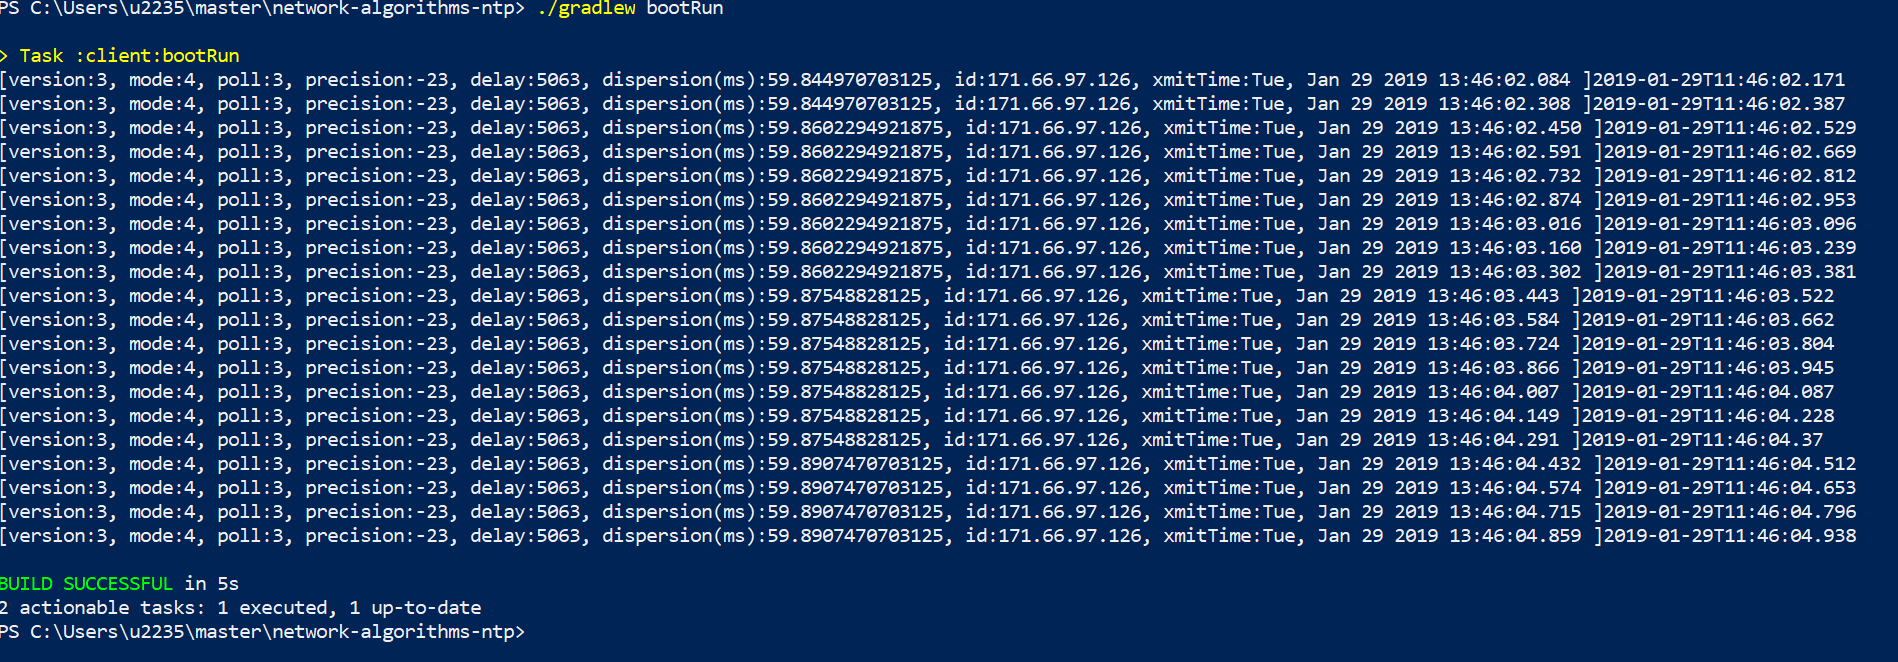 PS C:\Users\u2235\master\network-algorithms-ntp> ./gradlew bootRun
> Task :client:bootRun
[version:3, mode:4, poll:3, precision:-23, delay:5063, dispersion(ms):59.844970703125, id:171.66.97.126, xmitTime:Tue, Jan 29 2019 13:46:02.084 ]2019-01-29T11:46:02.171
[version:3, mode:4, poll:3, precision:-23, delay:5063, dispersion(ms):59.844970703125, id:171.66.97.126, xmitTime:Tue, Jan 29 2019 13:46:02.308 ]2019-01-29T11:46:02.387
[version:3, mode:4, poll:3, precision:-23, delay:5063, dispersion(ms):59.8602294921875, id:171.66.97.126, xmitTime:Tue, Jan 29 2019 13:46:02.450 ]2019-01-29T11:46:02.529
[version:3, mode:4, poll:3, precision:-23, delay:5063, dispersion(ms):59.8602294921875, id:171.66.97.126, xmitTime:Tue, Jan 29 2019 13:46:02.591 ]2019-01-29T11:46:02.669
[version:3, mode:4, poll:3, precision:-23, delay:5063, dispersion(ms):59.8602294921875, id:171.66.97.126, xmitTime:Tue, Jan 29 2019 13:46:02.732 ]2019-01-29T11:46:02.812
[version:3, mode:4, poll:3, precision:-23, delay:5063, dispersion(ms):59.8602294921875, id:171.66.97.126, xmitTime:Tue, Jan 29 2019 13:46:02.874 ]2019-01-29T11:46:02.953
[version:3, mode:4, poll:3, precision:-23, delay:5063, dispersion(ms):59.8602294921875, id:171.66.97.126, xmitTime:Tue, Jan 29 2019 13:46:03.016 ]2019-01-29T11:46:03.096
[version:3, mode:4, poll:3, precision:-23, delay:5063, dispersion(ms):59.8602294921875, id:171.66.97.126, xmitTime:Tue, Jan 29 2019 13:46:03.160 ]2019-01-29T11:46:03.239
[version:3, mode:4, poll:3, precision:-23, delay:5063, dispersion(ms):59.8602294921875, id:171.66.97.126, xmitTime:Tue, Jan 29 2019 13:46:03.302 ]2019-01-29T11:46:03.381
[version:3, mode:4, poll:3, precision:-23, delay:5063, dispersion(ms):59.87548828125, id:171.66.97.126, xmitTime:Tue, Jan 29 2019 13:46:03.443 ]2019-01-29T11:46:03.522
[version:3, mode:4, poll:3, precision:-23, delay:5063, dispersion(ms):59.87548828125, id:171.66.97.126, xmitTime:Tue, Jan 29 2019 13:46:03.584 ]2019-01-29T11:46:03.662
[version:3, mode:4, poll:3, precision:-23, delay:5063, dispersion(ms):59.87548828125, id:171.66.97.126, xmitTime:Tue, Jan 29 2019 13:46:03.724 ]2019-01-29T11:46:03.804
[version:3, mode:4, poll:3, precision:-23, delay:5063, dispersion(ms):59.87548828125, id:171.66.97.126, xmitTime:Tue, Jan 29 2019 13:46:03.866 ]2019-01-29T11:46:03.945
[version:3, mode:4, poll:3, precision:-23, delay:5063, dispersion(ms):59.87548828125, id:171.66.97.126, xmitTime:Tue, Jan 29 2019 13:46:04.007 ]2019-01-29T11:46:04.087
[version:3, mode:4, poll:3, precision:-23, delay:5063, dispersion(ms):59.87548828125, id:171.66.97.126, xmitTime:Tue, Jan 29 2019 13:46:04.149 ]2019-01-29T11:46:04.228
[version:3, mode:4, poll:3, precision:-23, delay:5063, dispersion(ms):59.87548828125, id:171.66.97.126, xmitTime:Tue, Jan 29 2019 13:46:04.291 ]2019-01-29T11:46:04.37
[version:3, mode:4, poll:3, precision:-23, delay:5063, dispersion(ms):59.8907470703125, id:171.66.97.126, xmitTime:Tue, Jan 29 2019 13:46:04.432 ]2019-01-29T11:46:04.512
[version:3, mode:4, poll:3, precision:-23, delay:5063, dispersion(ms):59.8907470703125, id:171.66.97.126, xmitTime:Tue, Jan 29 2019 13:46:04.574 ]2019-01-29T11:46:04.653
[version:3, mode:4, poll:3, precision:-23, delay:5063, dispersion(ms):59.8907470703125, id:171.66.97.126, xmitTime:Tue, Jan 29 2019 13:46:04.715 ]2019-01-29T11:46:04.796
[version:3, mode:4, poll:3, precision:-23, delay:5063, dispersion(ms):59.8907470703125, id:171.66.97.126, xmitTime:Tue, Jan 29 2019 13:46:04.859 ]2019-01-29T11:46:04.938
BUILD SUCCESSFUL in 5s
2 actionable tasks: 1 executed, 1 up-to-date
PS C:\Users\u2235\master\network-algorithms-ntp>